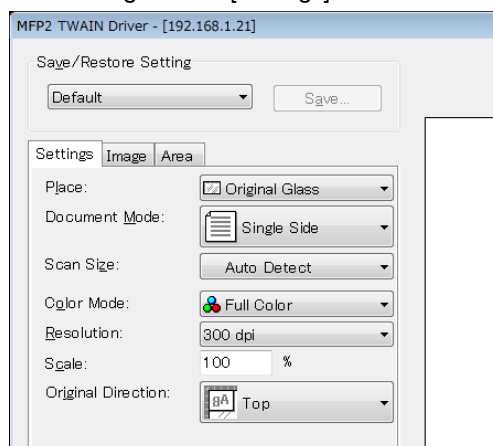 MFP2 TWAIN Driver - [192.168.1.21]
Save/Restore Setting
Default Save...
Settings Image Area
Place: Original Glass
Document Mode: Single Side
Scan Size: Auto Detect
Color Mode: Full Color
Resolution: 300 dpi
Scale: 100 %
Original Direction: Top